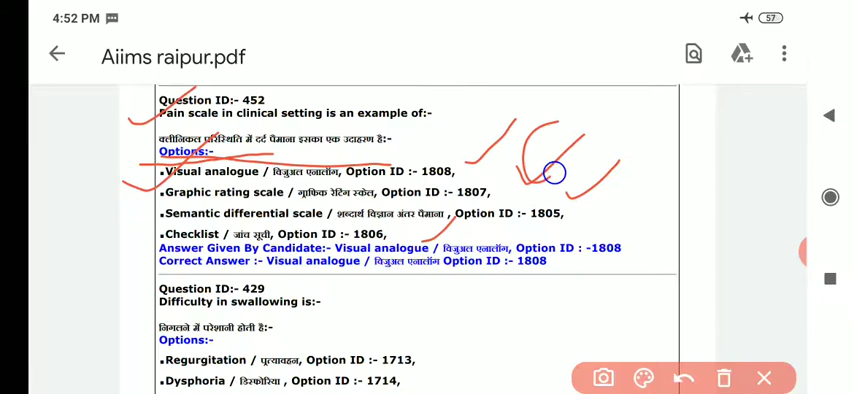 4:52 PM
57
Aiims raipur.pdf
Question ID:- 452
Pain scale in clinical setting is an example of:-
क्लीनिकल परिस्थिति में दर्द पैमाना इसका एक उदाहरण है:-
Options:-
Visual analogue / विजुअल एनालॉग, Option ID :- 1808,
Graphic rating scale / ग्राफिक रेटिंग स्केल, Option ID :- 1807,
Semantic differential scale / शब्दार्थ विज्ञान अंतर पैमाना , Option ID :- 1805,
Checklist / जांच सूची, Option ID :- 1806,
Answer Given By Candidate:- Visual analogue / विजुअल एनालॉग, Option ID : -1808
Correct Answer :- Visual analogue / विजुअल एनालॉग Option ID :- 1808
Question ID:- 429
Difficulty in swallowing is:-
निगलने में परेशानी होती है:-
Options:-
Regurgitation / पूत्यावहन, Option ID :- 1713,
Dysphoria / डिस्फोरिया , Option ID :- 1714,